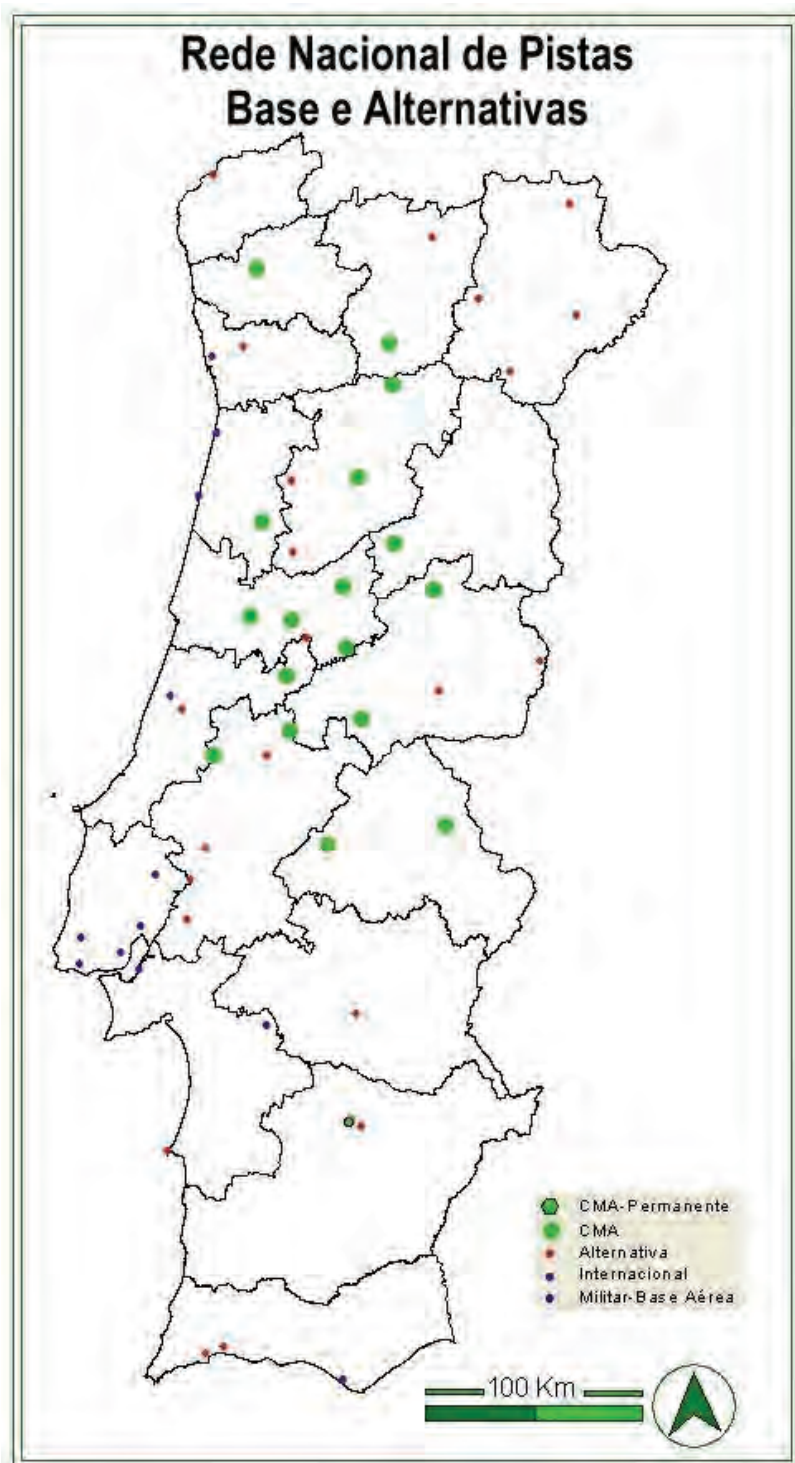 Rede Nacional de Pistas
Base e Alternativas
CMA-Permanente
CMA
Alternativa
Internacional
Militar-Base Aérea
100 Km